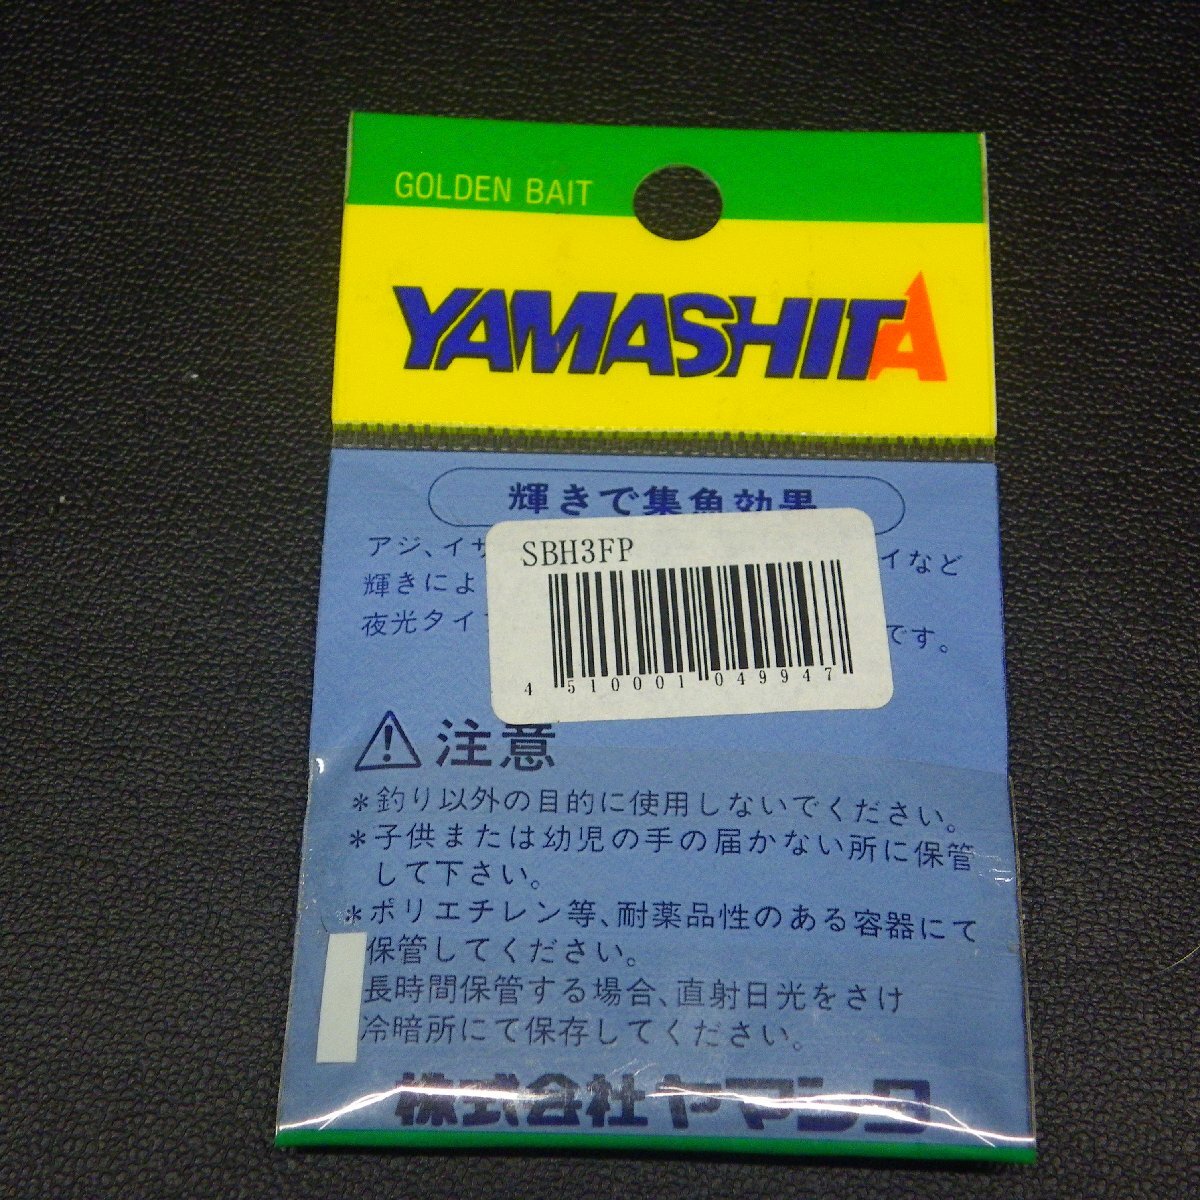 GOLDEN BAIT
YAMASHITA
輝きで集魚効果
アジ、イサ イなど
輝きによ
夜光タイ です。
SBH3FP
4 510001 049947
注意
*釣り以外の目的に使用しないでください。
*子供または幼児の手の届かない所に保管
して下さい。
*ポリエチレン等、耐薬品性のある容器にて
保管してください。
長時間保管する場合、直射日光をさけ
冷暗所にて保存してください。
株式会社ヤマシタ